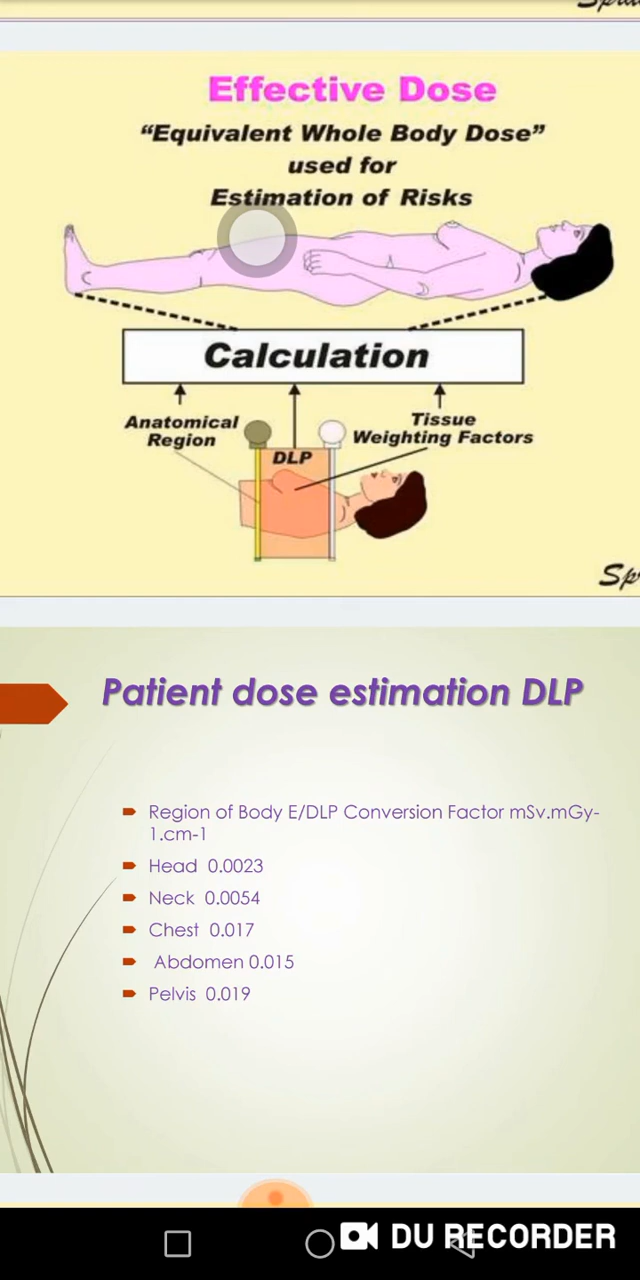 Effective Dose
“Equivalent Whole Body Dose”
used for
Estimation of Risks
Calculation
Anatomical
Region
DLP
Tissue
Weighting Factors
Sp
Patient dose estimation DLP
Region of Body E/DLP Conversion Factor mSv.mGy-
1.cm-1
Head 0.0023
Neck 0.0054
Chest 0.017
Abdomen 0.015
Pelvis 0.019
DU RECORDER